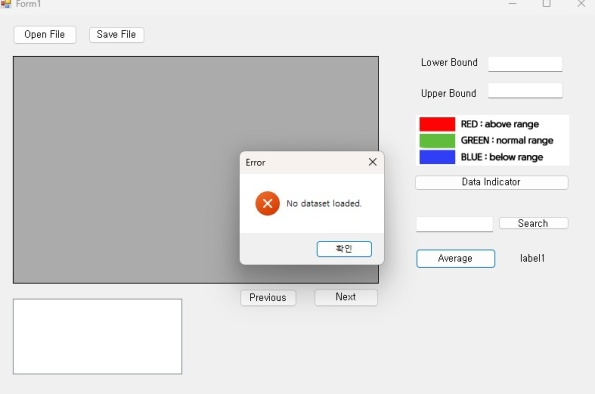 Form1
Open File
Save File
Lower Bound
Upper Bound
RED : above range
GREEN : normal range
BLUE : below range
Data Indicator
Error
No dataset loaded.
확인
Search
Average
label1
Previous
Next